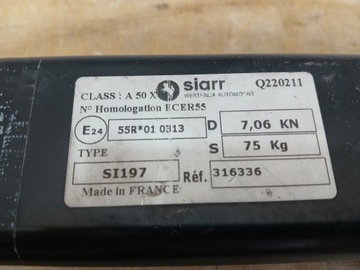 siarr
WESTFALIA AUTOMOTIVE
Q220211
CLASS : A 50 X
N° Homologation ECER55
E24
55R*01 0313
D
7,06 KN
TYPE
S
75 Kg
SI197
Réf.
316336
Made in FRANCE